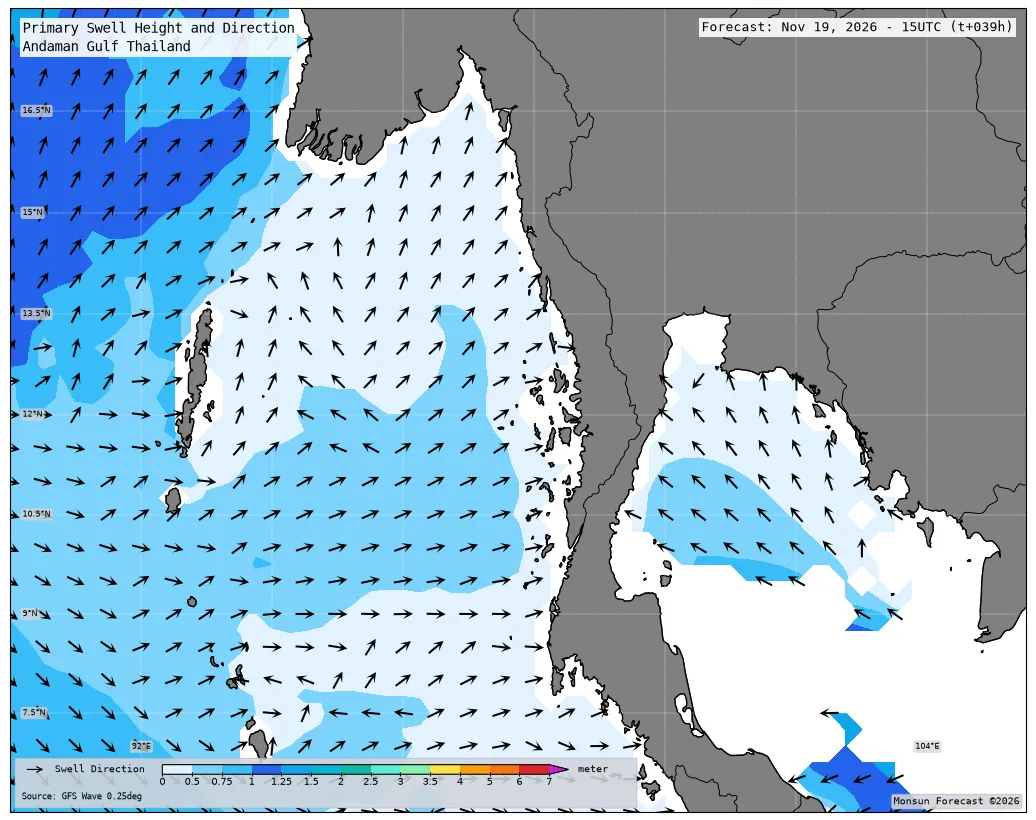 Primary Swell Height and Direction
Andaman Gulf Thailand
Forecast: Nov 19, 2026 - 15UTC (t+039h)
16.5°N
15°N
13.5°N
12°N
10.5°N
9°N
7.5°N
92°E
104°E
Swell Direction
0 0.5 0.75 1 1.25 1.5 2 2.5 3 3.5 4 5 6 7
meter
Source: GFS Wave 0.25deg
Monsun Forecast ©2026